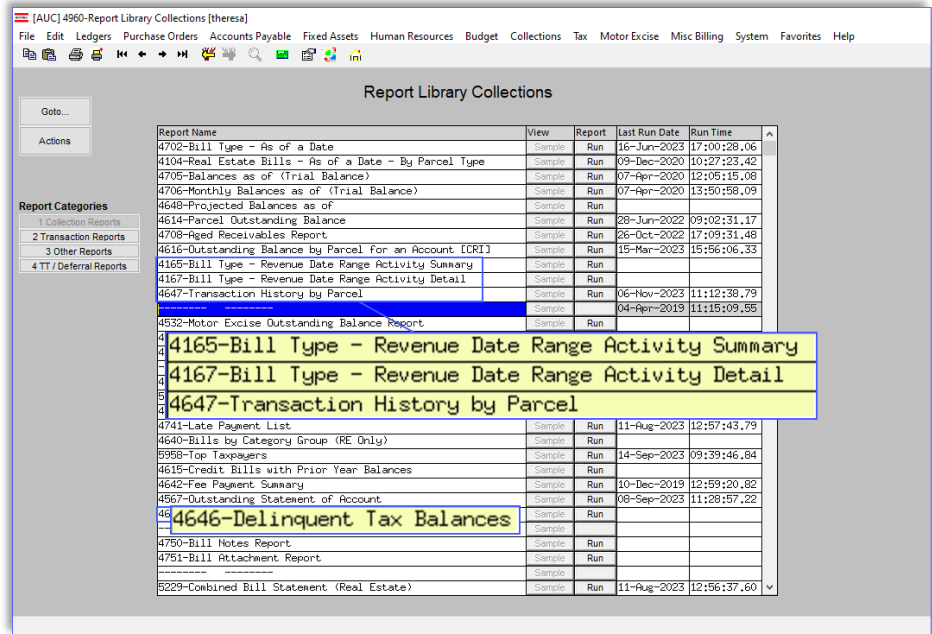 [AUC] 4960-Report Library Collections [theresa]
File Edit Ledgers Purchase Orders Accounts Payable Fixed Assets Human Resources Budget Collections Tax Motor Excise Misc Billing System Favorites Help
Report Library Collections
Goto...
Actions
Report Categories
1 Collection Reports
2 Transaction Reports
3 Other Reports
4 TT / Deferral Reports
Report Name View Report Last Run Date Run Time
4702-Bill Type - As of a Date Sample Run 16-Jun-2023 17:00:28.06
4104-Real Estate Bills - As of a Date - By Parcel Type Sample Run 09-Dec-2020 10:27:23.42
4705-Balances as of (Trial Balance) Sample Run 07-Apr-2020 12:05:15.08
4706-Monthly Balances as of (Trial Balance) Sample Run 07-Apr-2020 13:50:58.09
4648-Projected Balances as of Sample Run
4614-Parcel Outstanding Balance Sample Run 28-Jun-2022 09:02:31.17
4708-Aged Receivables Report Sample Run 26-Oct-2022 17:09:31.48
4616-Outstanding Balance by Parcel for an Account [CRI] Sample Run 15-Mar-2023 15:56:06.33
4165-Bill Type - Revenue Date Range Activity Summary Sample Run
4167-Bill Type - Revenue Date Range Activity Detail Sample Run
4647-Transaction History by Parcel Sample Run 06-Nov-2023 11:12:38.79
-------- -------- Sample 04-Apr-2019 11:15:09.55
4532-Motor Excise Outstanding Balance Report Sample Run
4165-Bill Type - Revenue Date Range Activity Summary
4167-Bill Type - Revenue Date Range Activity Detail
4647-Transaction History by Parcel
4741-Late Payment List Sample Run 11-Aug-2023 12:57:43.79
4640-Bills by Category Group (RE Only) Sample Run
5958-Top Taxpayers Sample Run 14-Sep-2023 09:39:46.84
4615-Credit Bills with Prior Year Balances Sample Run
4642-Fee Payment Summary Sample Run 10-Dec-2019 12:59:20.82
4567-Outstanding Statement of Account Sample Run 08-Sep-2023 11:28:57.22
4646-Delinquent Tax Balances Sample Run
Sample
4750-Bill Notes Report Sample Run
4751-Bill Attachment Report Sample Run
-------- -------- Sample
5229-Combined Bill Statement (Real Estate) Sample Run 11-Aug-2023 12:56:37.60